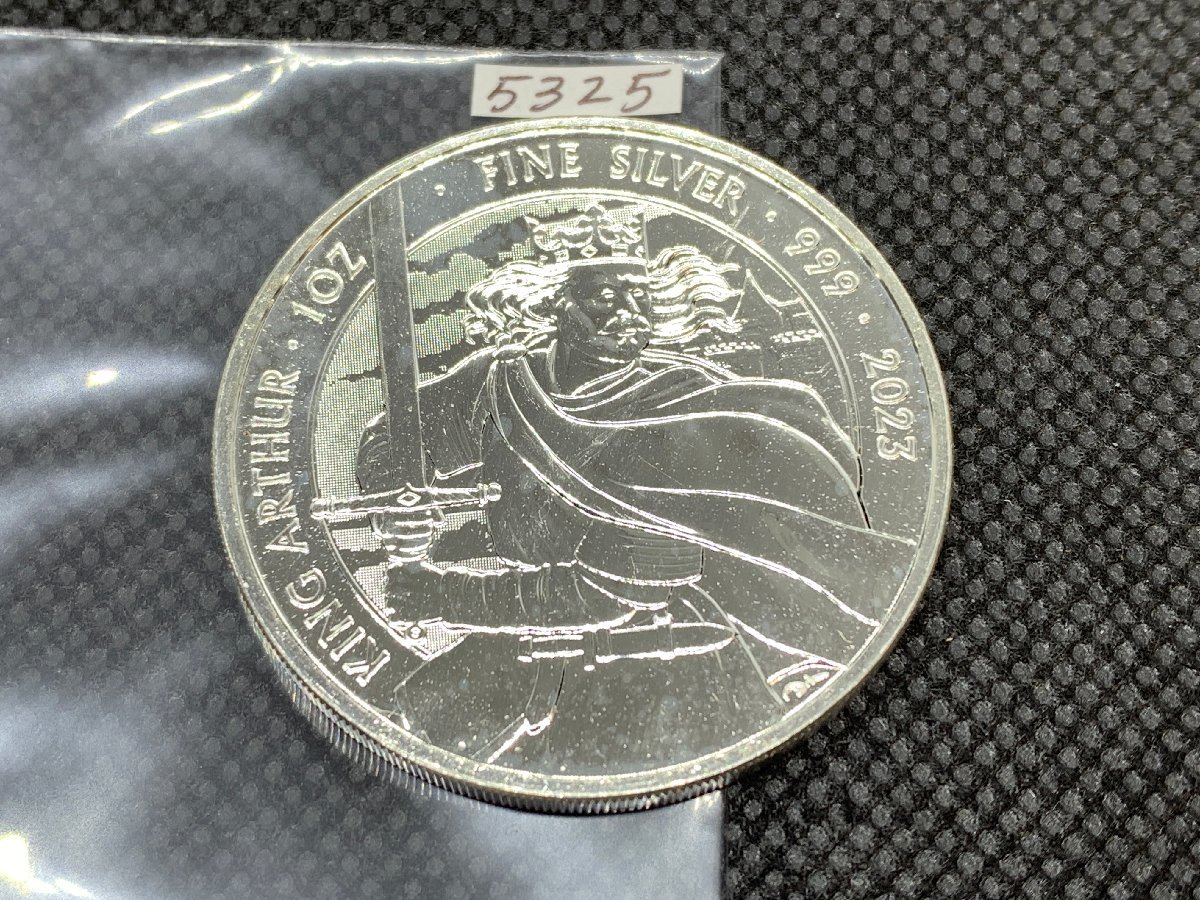 5325
KING ARTHUR · 1OZ · FINE SILVER · 999 · 2023